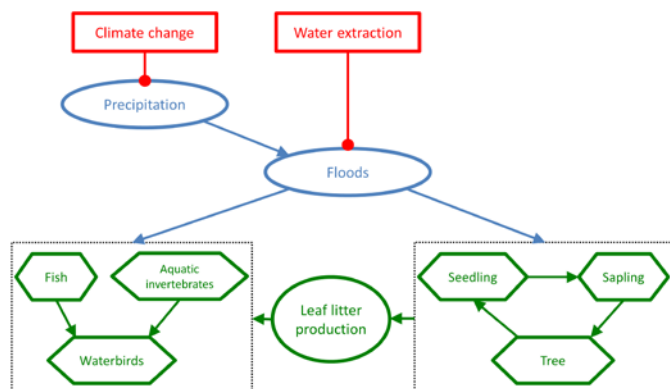 Climate change
Water extraction
Precipitation
Floods
Fish
Aquatic
invertebrates
Waterbirds
Leaf litter
production
Seedling
Sapling
Tree